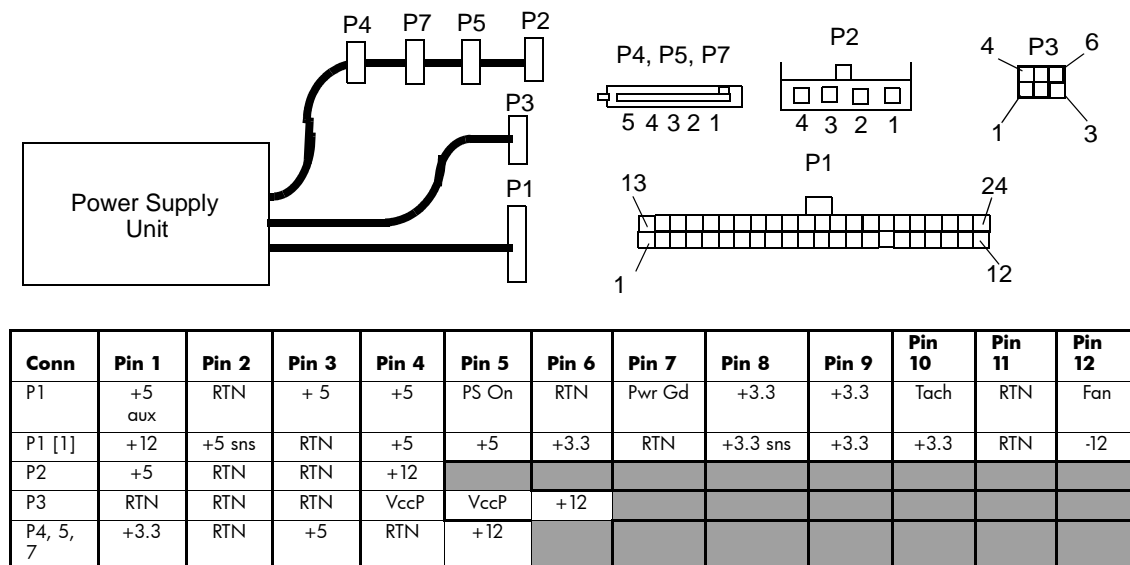 P4 P7 P5 P2
P3
P1
Power Supply
Unit
P4, P5, P7
5 4 3 2 1
P2
4 3 2 1
4 P3 6
1 3
P1
13 24
1 12
Conn Pin 1 Pin 2 Pin 3 Pin 4 Pin 5 Pin 6 Pin 7 Pin 8 Pin 9 Pin 10 Pin 11 Pin 12
P1 +5 aux RTN + 5 +5 PS On RTN Pwr Gd +3.3 +3.3 Tach RTN Fan
P1 [1] +12 +5 sns RTN +5 +5 +3.3 RTN +3.3 sns +3.3 +3.3 RTN -12
P2 +5 RTN RTN +12
P3 RTN RTN RTN VccP VccP +12
P4, 5, 7 +3.3 RTN +5 RTN +12